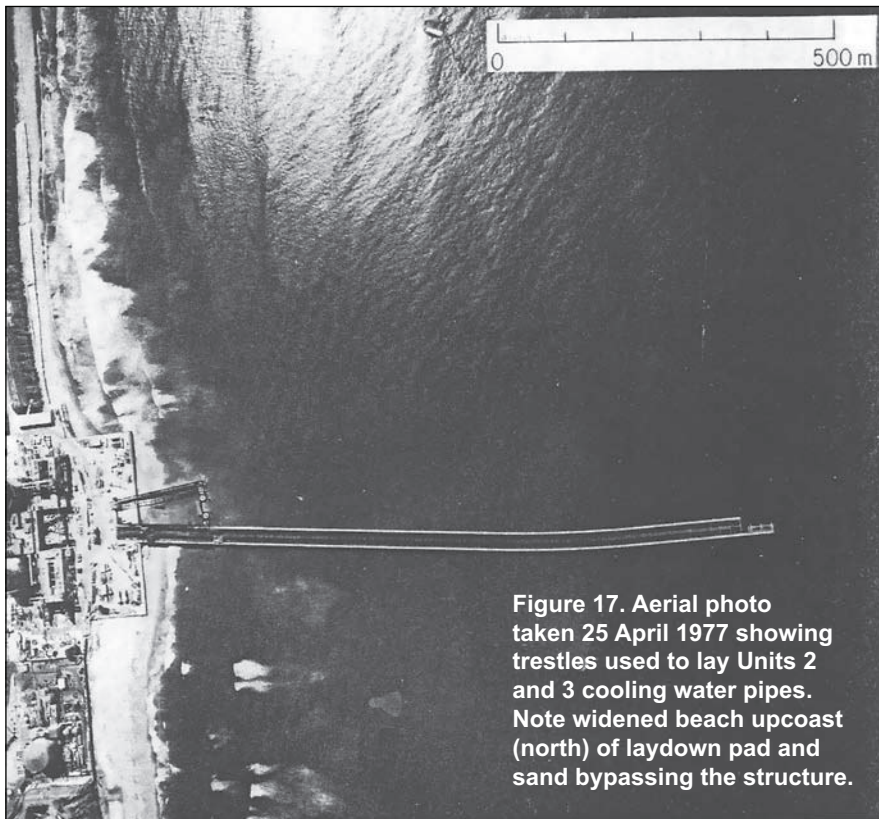 0 500 m
Figure 17. Aerial photo
taken 25 April 1977 showing
trestles used to lay Units 2
and 3 cooling water pipes.
Note widened beach upcoast
(north) of laydown pad and
sand bypassing the structure.